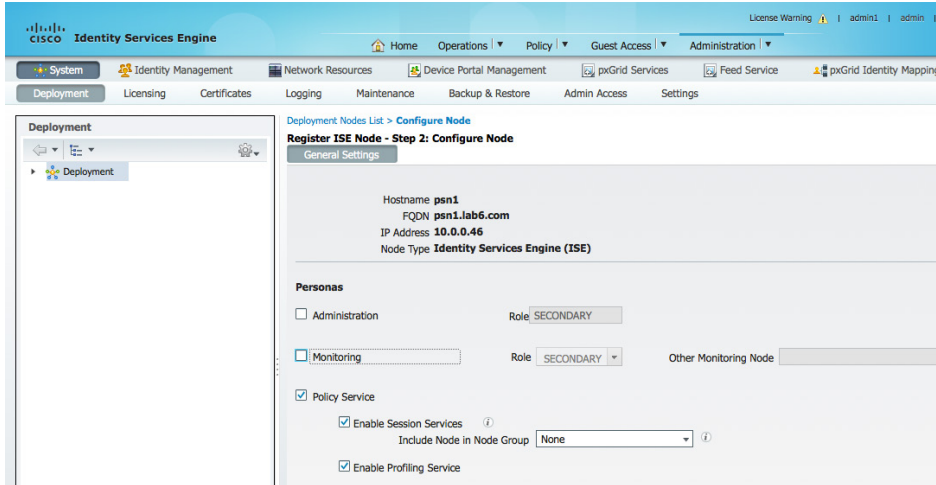 License Warning | admin1 | admin |
CISCO Identity Services Engine
Home Operations | Policy | Guest Access | Administration |
System Identity Management Network Resources Device Portal Management pxGrid Services Feed Service pxGrid Identity Mapping
Deployment Licensing Certificates Logging Maintenance Backup & Restore Admin Access Settings
Deployment
Deployment
Deployment Nodes List > Configure Node
Register ISE Node - Step 2: Configure Node
General Settings
Hostname psn1
FQDN psn1.lab6.com
IP Address 10.0.0.46
Node Type Identity Services Engine (ISE)
Personas
Administration Role SECONDARY
Monitoring Role SECONDARY Other Monitoring Node
Policy Service
Enable Session Services i
Include Node in Node Group None i
Enable Profiling Service